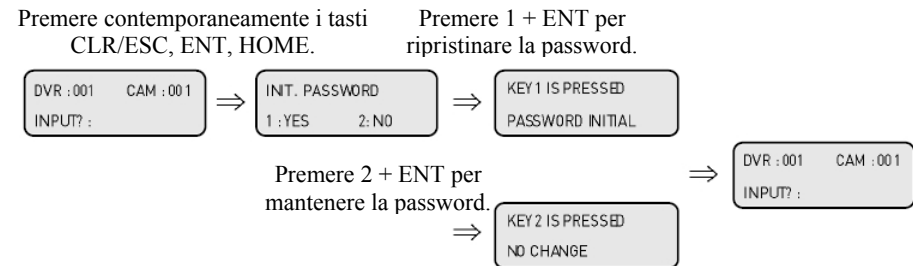 Premere contemporaneamente i tasti
CLR/ESC, ENT, HOME.
Premere 1 + ENT per
ripristinare la password.
DVR : 001 CAM : 001
INPUT? :
⇒
INIT. PASSWORD
1 : YES 2: NO
⇒
KEY 1 IS PRESSED
PASSWORD INITIAL
Premere 2 + ENT per
mantenere la password.
⇒
KEY 2 IS PRESSED
NO CHANGE
⇒
DVR : 001 CAM : 001
INPUT? :